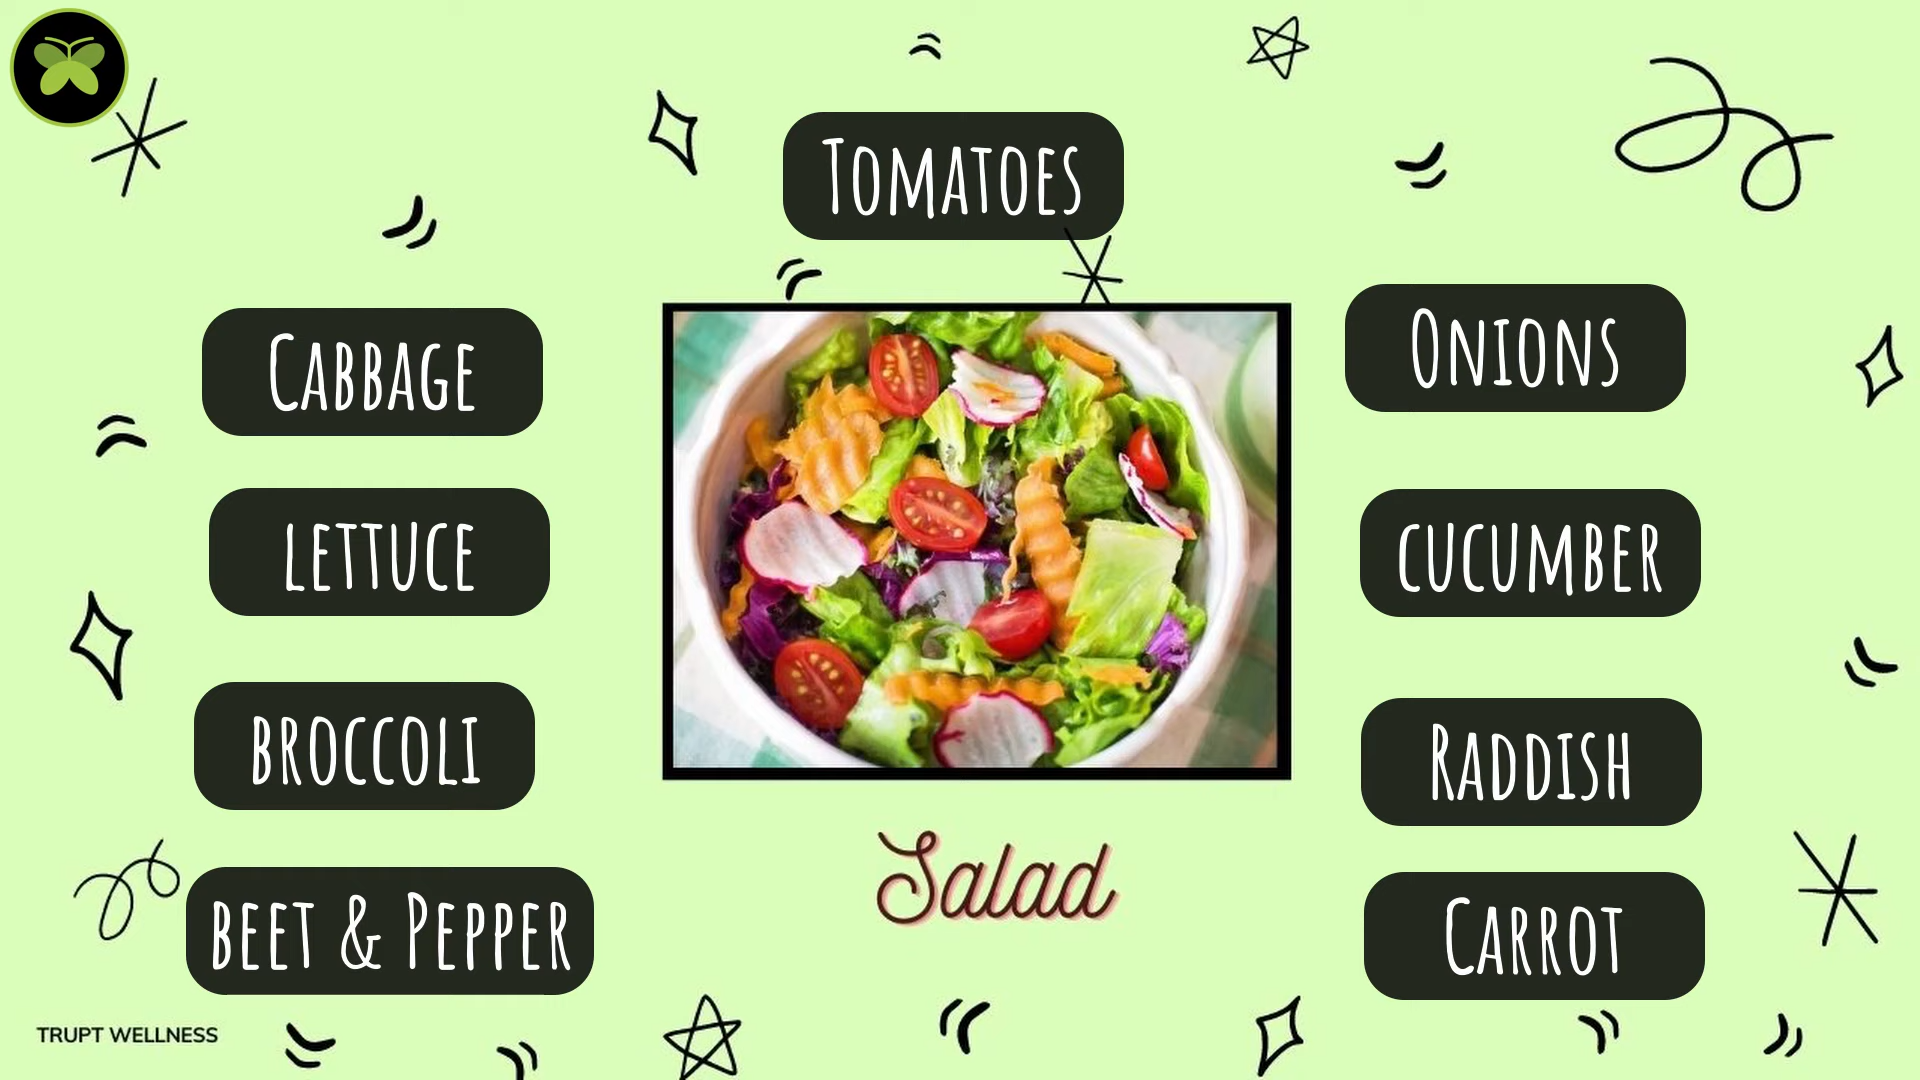 Tomatoes
Cabbage
Onions
lettuce
cucumber
broccoli
Raddish
beet & Pepper
Salad
Carrot
TRUPT WELLNESS